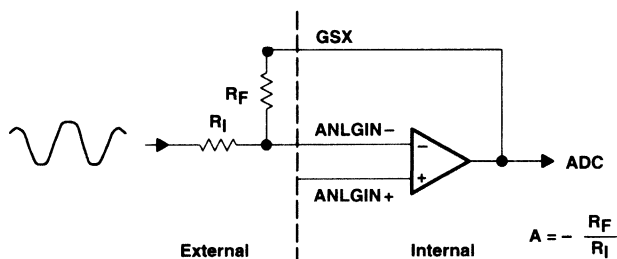 GSX
RF
RI
ANLGIN−
−
+
ADC
ANLGIN+
External
Internal
A = − RF
RI